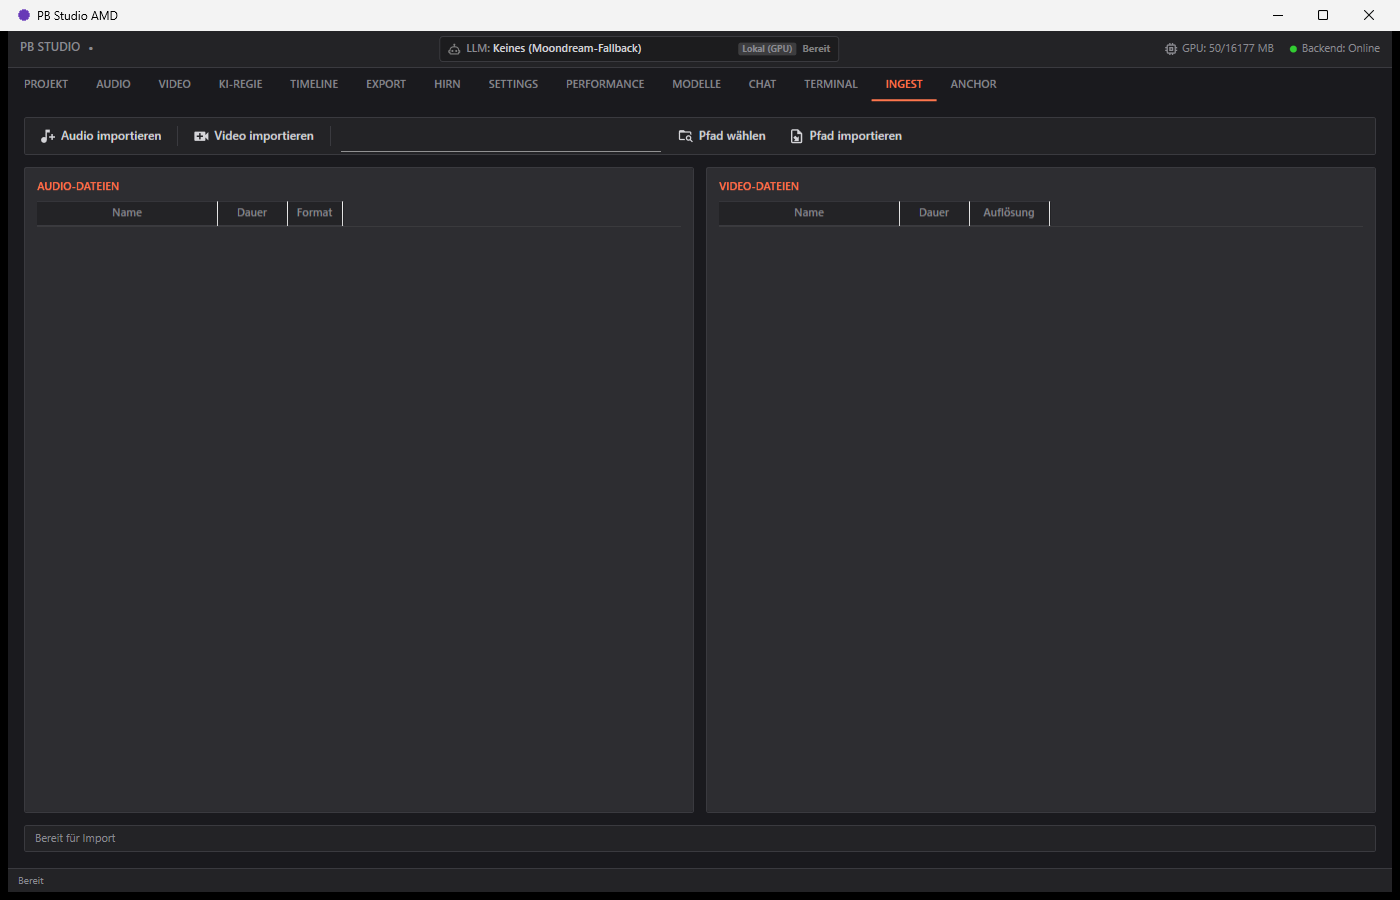 PB Studio AMD
PB STUDIO •
LLM: Keines (Moondream-Fallback) Lokal (GPU) Bereit
GPU: 50/16177 MB Backend: Online
PROJEKT AUDIO VIDEO KI-REGIE TIMELINE EXPORT HIRN SETTINGS PERFORMANCE MODELLE CHAT TERMINAL INGEST ANCHOR
Audio importieren Video importieren Pfad wählen Pfad importieren
AUDIO-DATEIEN
Name Dauer Format
VIDEO-DATEIEN
Name Dauer Auflösung
Bereit für Import
Bereit